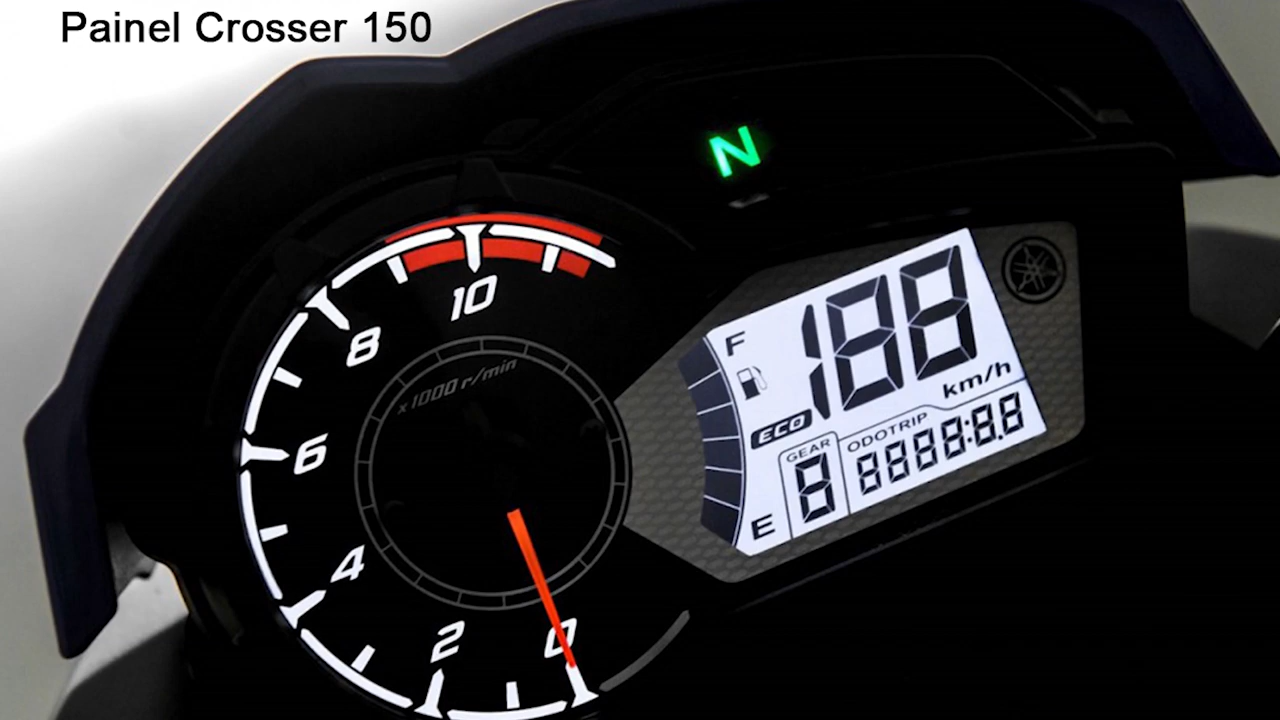 Painel Crosser 150
N
10
8
6
4
2
0
x1000 r/min
F
188
km/h
ECO
GEAR
8
ODOTRIP
8888:8.8
E